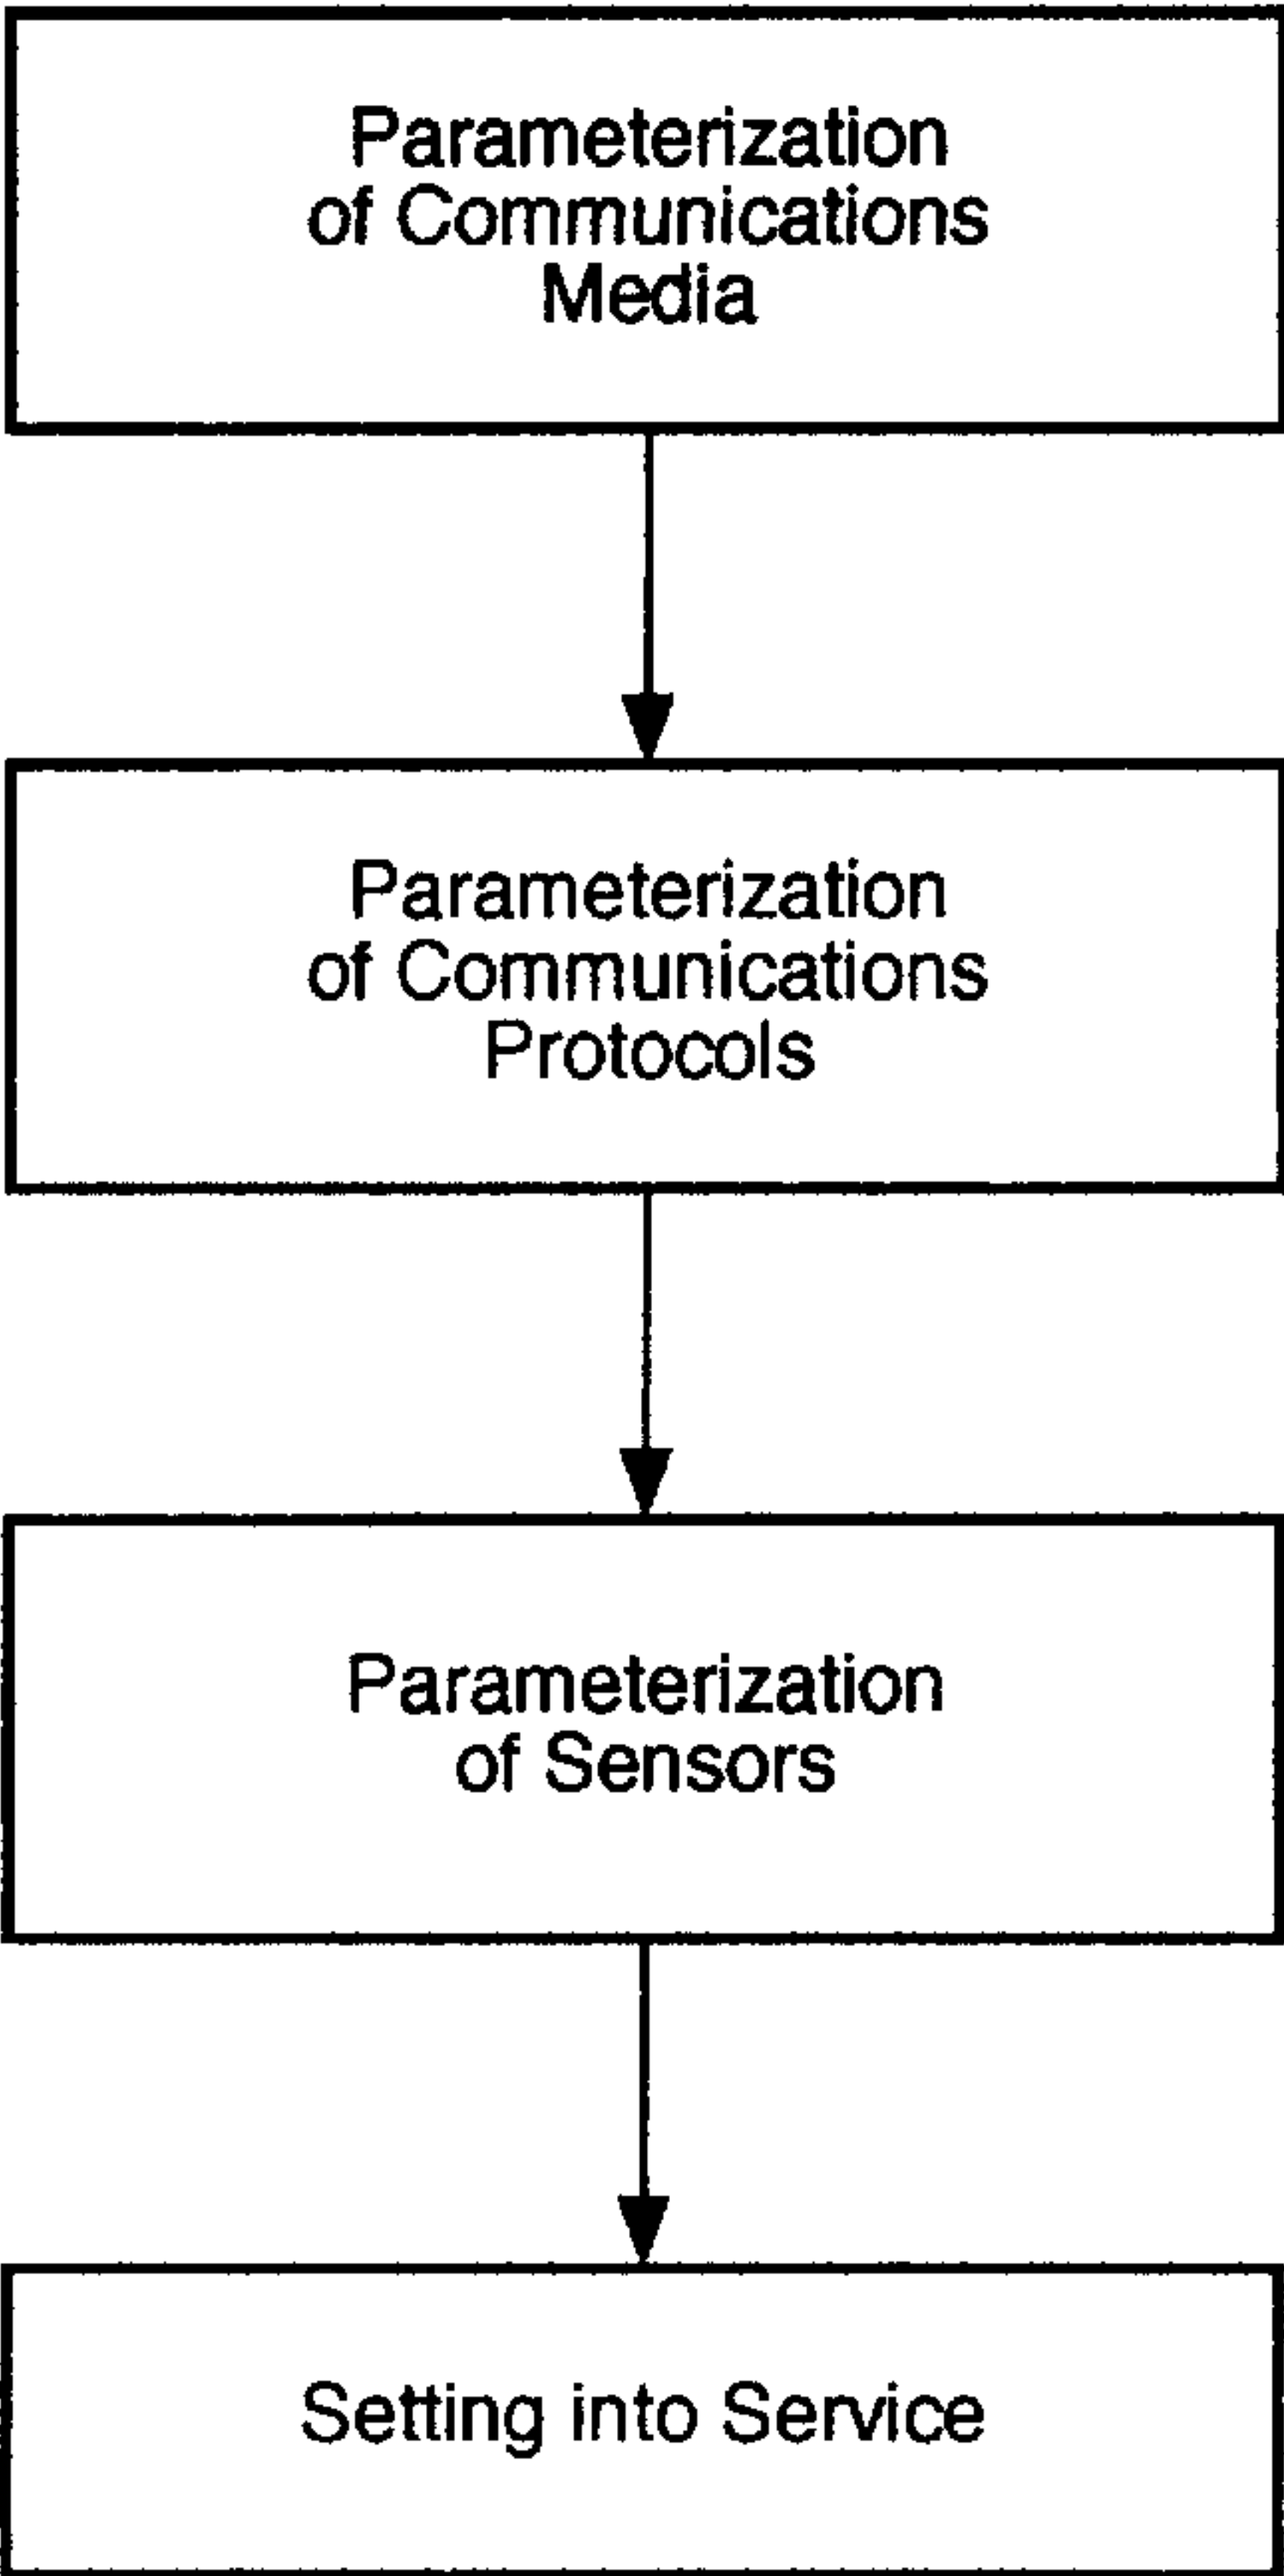 Parameterization
of Communications
Media
Parameterization
of Communications
Protocols
Parameterization
of Sensors
Setting into Service